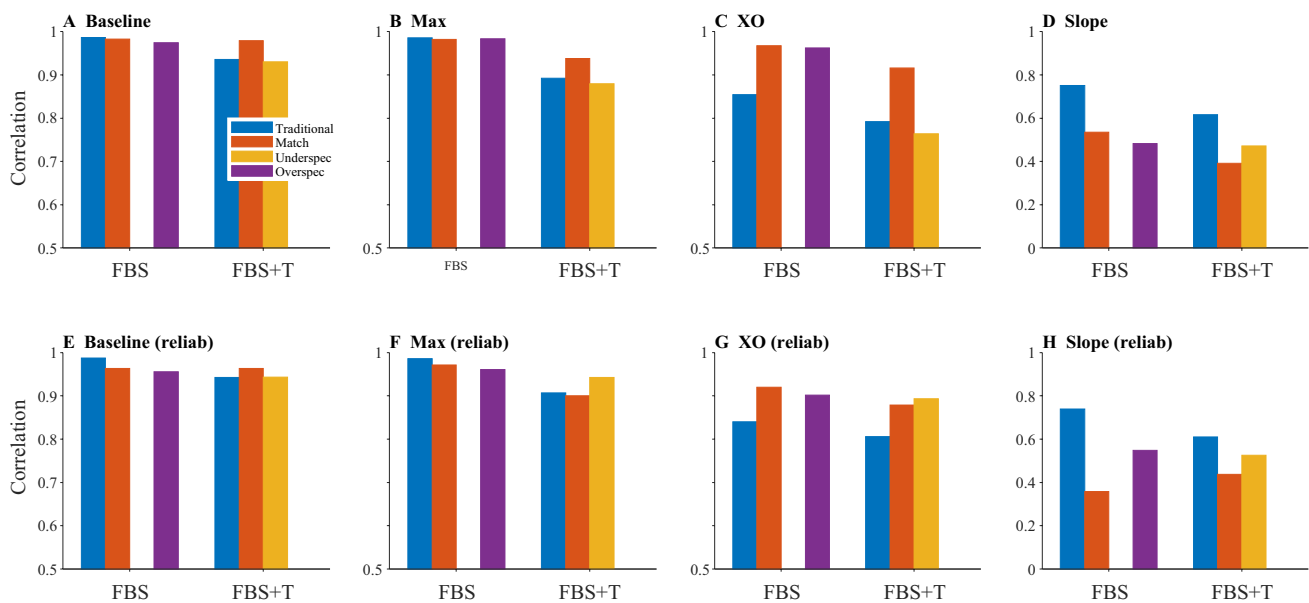 A Baseline
B Max
C XO
D Slope
Correlation
1
0.9
0.8
0.7
0.6
0.5
Traditional
Match
Underspec
Overspec
FBS
FBS+T
1
0.5
FBS
FBS+T
1
0.5
FBS
FBS+T
1
0.8
0.6
0.4
0.2
0
FBS
FBS+T
E Baseline (reliab)
F Max (reliab)
G XO (reliab)
H Slope (reliab)
Correlation
1
0.9
0.8
0.7
0.6
0.5
FBS
FBS+T
1
0.5
FBS
FBS+T
1
0.5
FBS
FBS+T
1
0.8
0.6
0.4
0.2
0
FBS
FBS+T